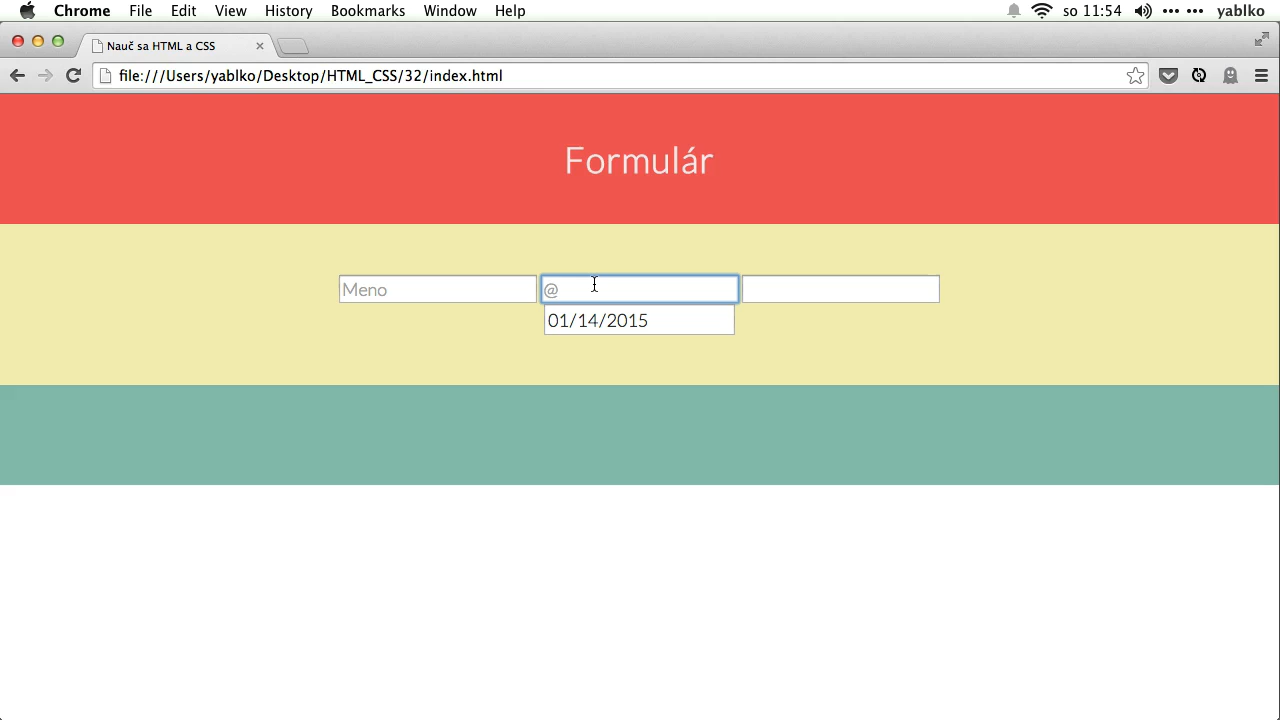 Chrome File Edit View History Bookmarks Window Help so 11:54 yablko
Nauč sa HTML a CSS
file:///Users/yablko/Desktop/HTML_CSS/32/index.html
Formulár
Meno @
01/14/2015